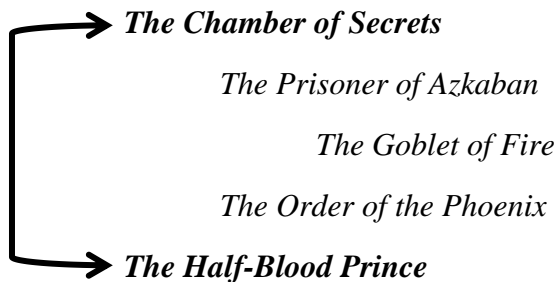 The Chamber of Secrets
The Prisoner of Azkaban
The Goblet of Fire
The Order of the Phoenix
The Half-Blood Prince